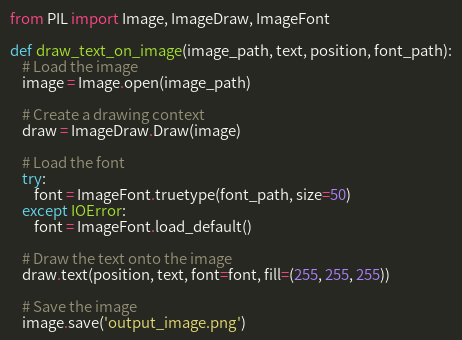 from PIL import Image, ImageDraw, ImageFont
def draw_text_on_image(image_path, text, position, font_path):
# Load the image
image = Image.open(image_path)
# Create a drawing context
draw = ImageDraw.Draw(image)
# Load the font
try:
font = ImageFont.truetype(font_path, size=50)
except IOError:
font = ImageFont.load_default()
# Draw the text onto the image
draw.text(position, text, font=font, fill=(255, 255, 255))
# Save the image
image.save('output_image.png')